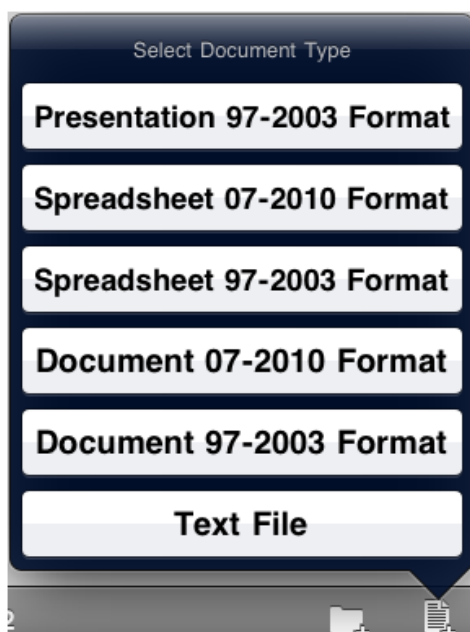 Select Document Type
Presentation 97-2003 Format
Spreadsheet 07-2010 Format
Spreadsheet 97-2003 Format
Document 07-2010 Format
Document 97-2003 Format
Text File